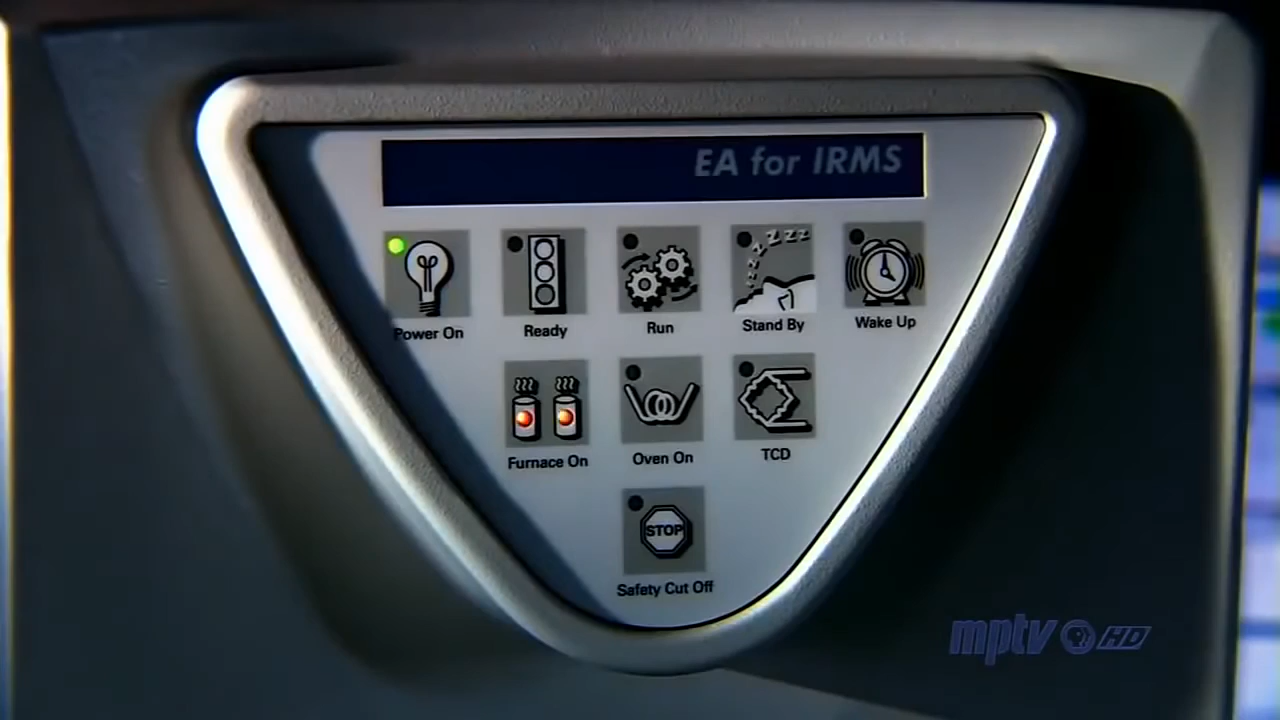 EA for IRMS
Power On
Ready
Run
Stand By
Wake Up
Furnace On
Oven On
TCD
STOP
Safety Cut Off
mptv HD